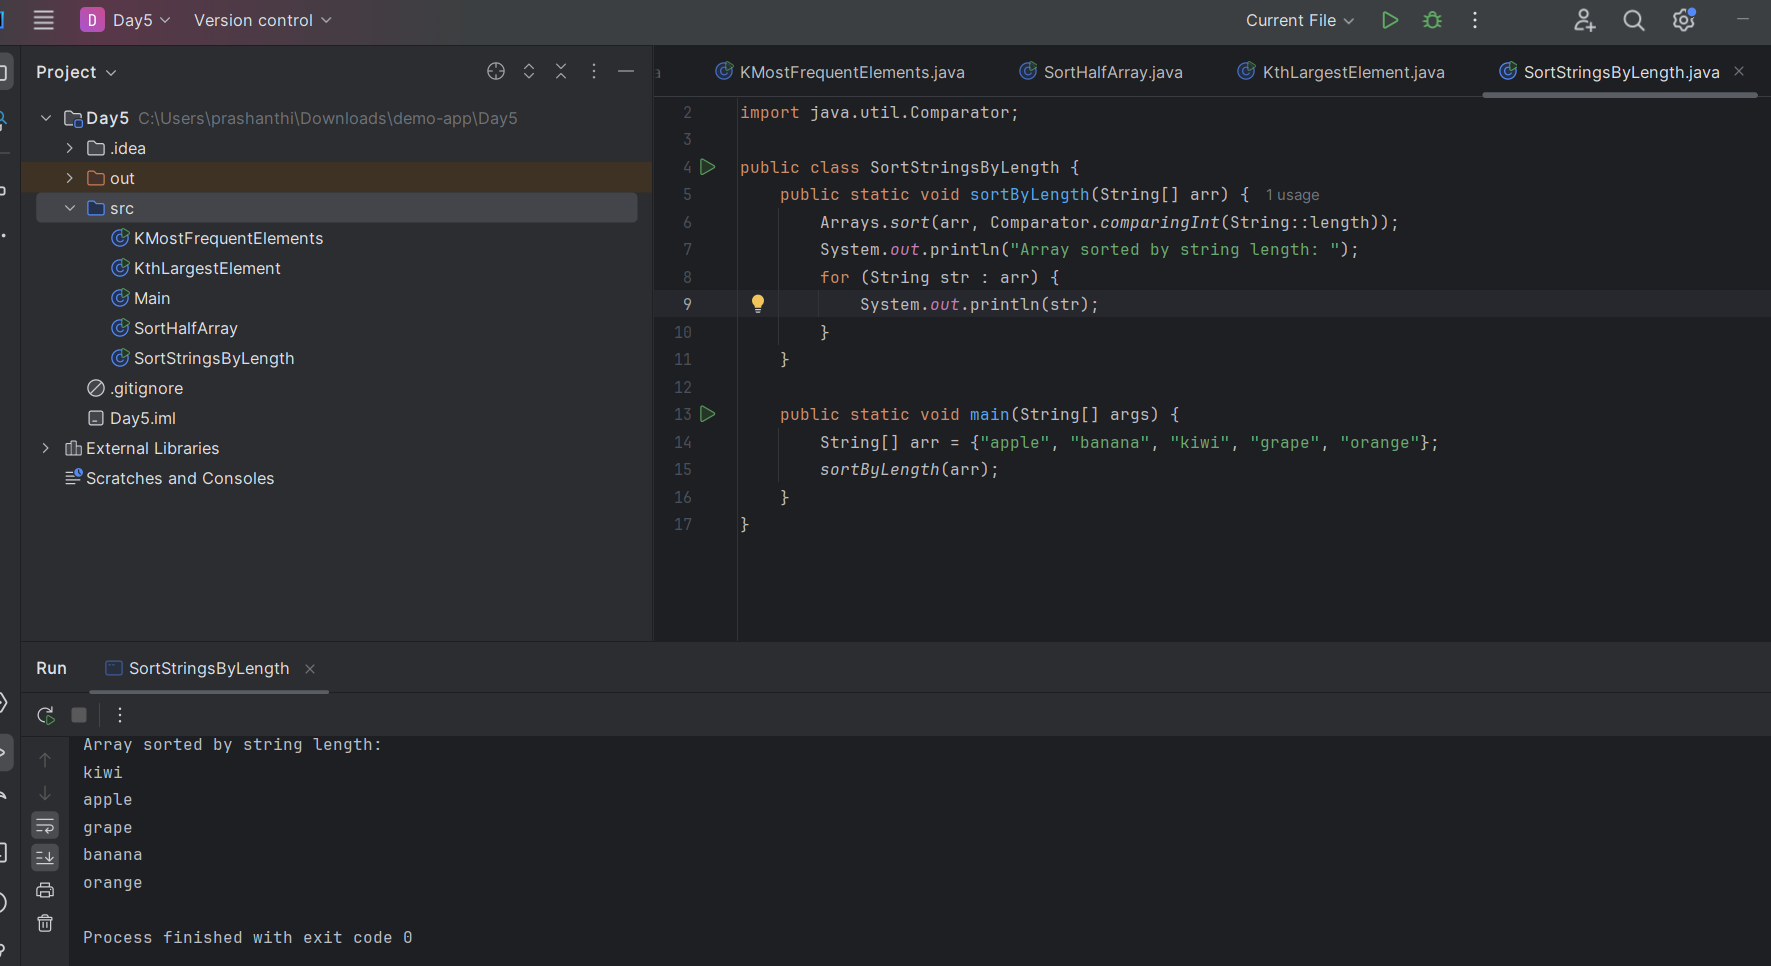 D Day5 Version control Current File
Project
KMostFrequentElements.java SortHalfArray.java KthLargestElement.java SortStringsByLength.java
Day5 C:\Users\prashanthi\Downloads\demo-app\Day5
.idea
out
src
KMostFrequentElements
KthLargestElement
Main
SortHalfArray
SortStringsByLength
.gitignore
Day5.iml
External Libraries
Scratches and Consoles
2 import java.util.Comparator;
3
4 public class SortStringsByLength {
5 public static void sortByLength(String[] arr) { 1 usage
6 Arrays.sort(arr, Comparator.comparingInt(String::length));
7 System.out.println("Array sorted by string length: ");
8 for (String str : arr) {
9 System.out.println(str);
10 }
11 }
12
13 public static void main(String[] args) {
14 String[] arr = {"apple", "banana", "kiwi", "grape", "orange"};
15 sortByLength(arr);
16 }
17 }
Run SortStringsByLength
Array sorted by string length:
kiwi
apple
grape
banana
orange
Process finished with exit code 0